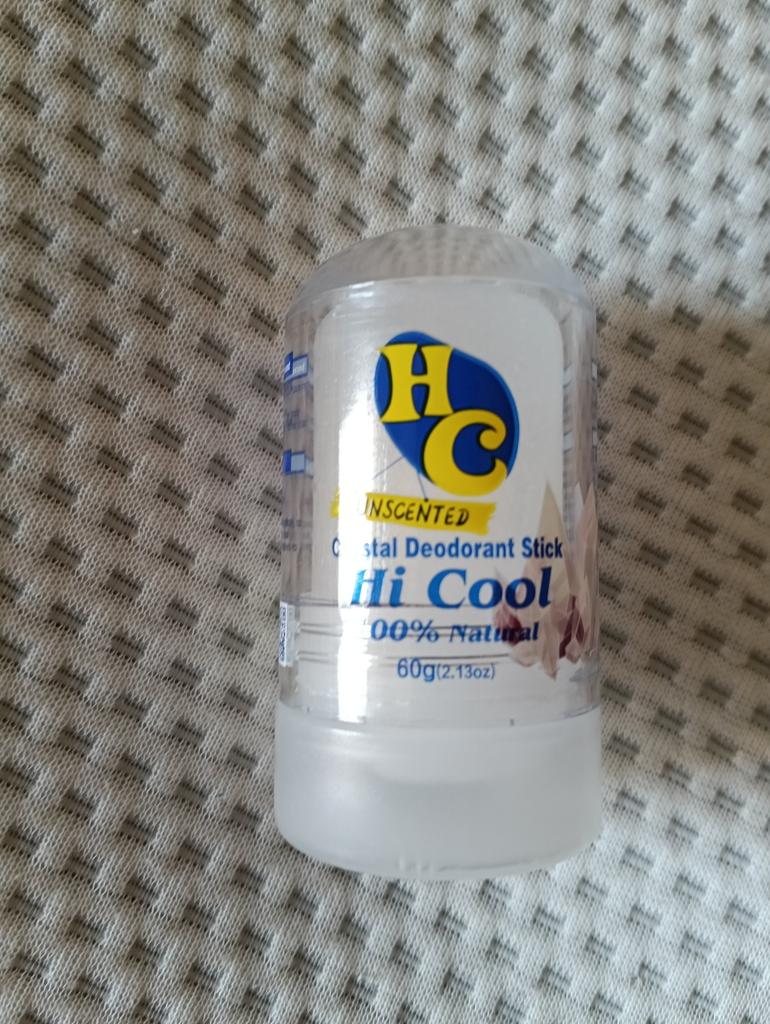 HC
UNSCENTED
Crystal Deodorant Stick
Hi Cool
100% Natural
60g(2.13oz)